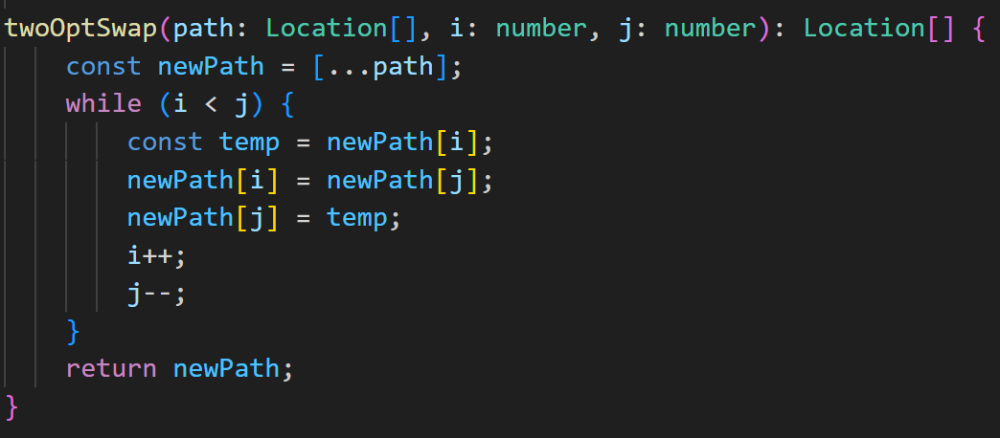 twoOptSwap(path: Location[], i: number, j: number): Location[] {
    const newPath = [...path];
    while (i < j) {
        const temp = newPath[i];
        newPath[i] = newPath[j];
        newPath[j] = temp;
        i++;
        j--;
    }
    return newPath;
}